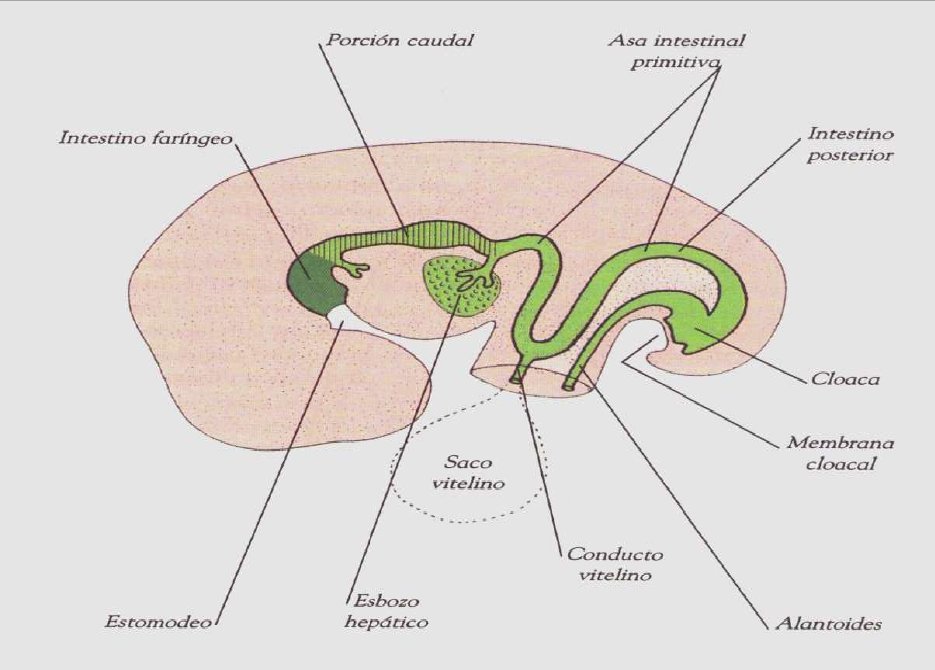 Porción caudal
Asa intestinal
primitiva
Intestino faríngeo
Intestino
posterior
Cloaca
Membrana
cloacal
Saco
vitelino
Conducto
vitelino
Esbozo
hepático
Estomodeo
Alantoides